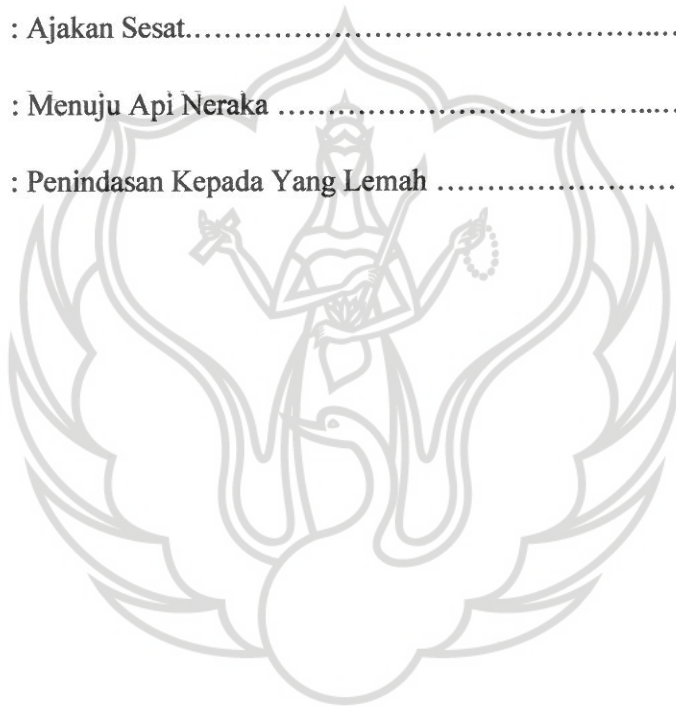 : Ajakan Sesat.......................................................
: Menuju Api Neraka .............................................
: Penindasan Kepada Yang Lemah ........................